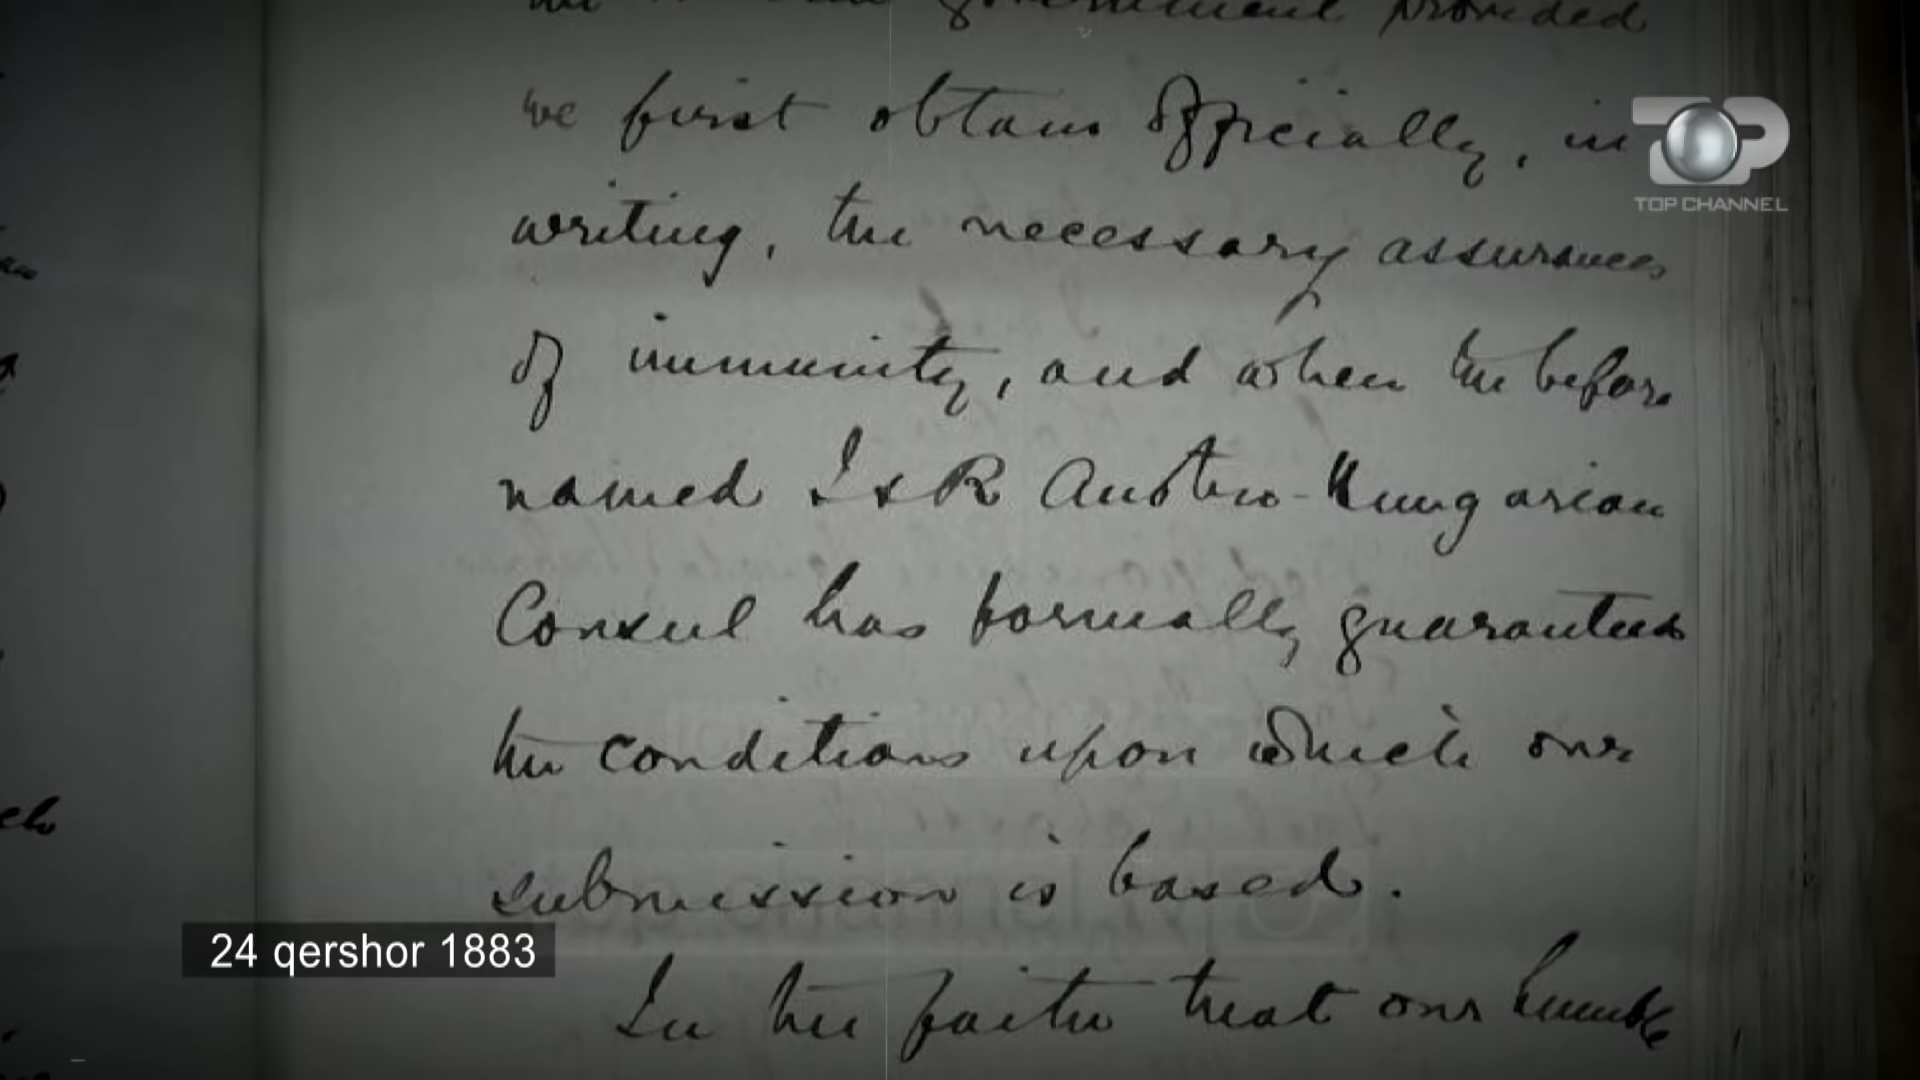 government provided
we first obtain officially, in
writing, the necessary assurances
of immunity, and when the before
named I & R Austro-Hungarian
Consul has formally guaranteed
the conditions upon which our
submission is based.
In the faith that our humble
TOP CHANNEL
24 qershor 1883